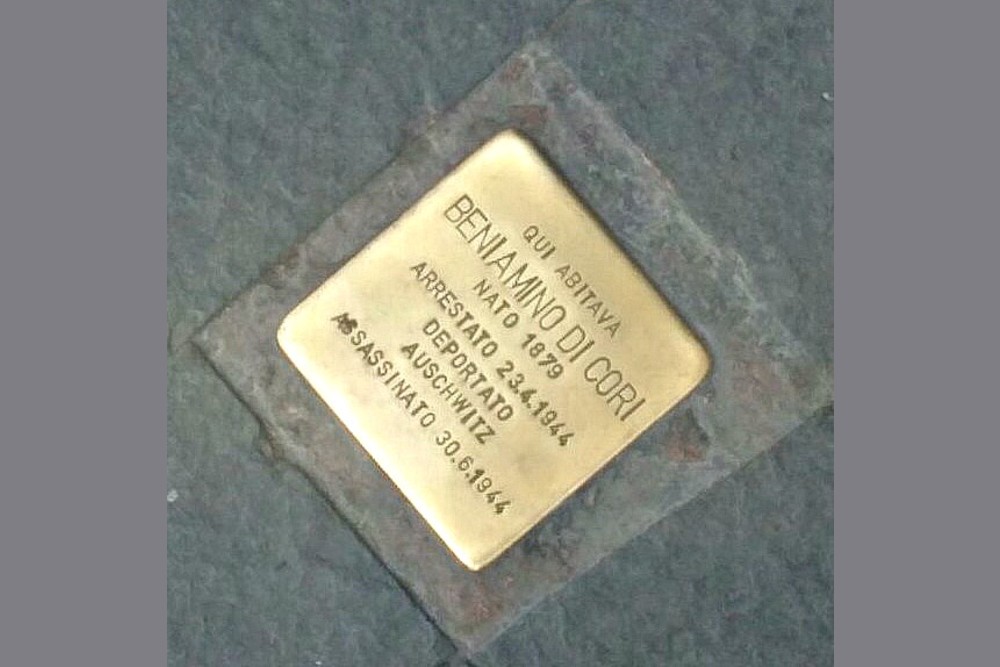 QUI ABITAVA
BENIAMINO DI CORI
NATO 1879
ARRESTATO 23.4.1944
DEPORTATO
AUSCHWITZ
ASSASSINATO 30.6.1944